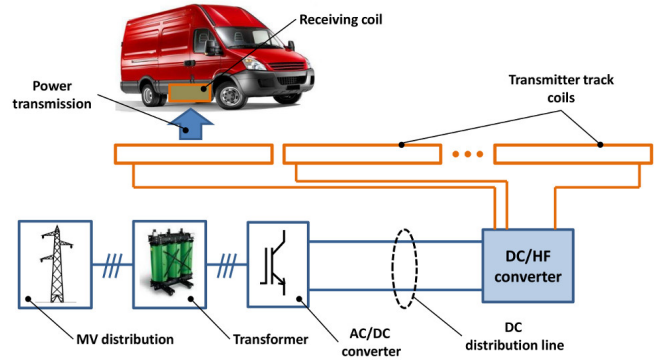 Receiving coil
Power
transmission
Transmitter track
coils
DC/HF
converter
MV distribution
Transformer
AC/DC
converter
DC
distribution line